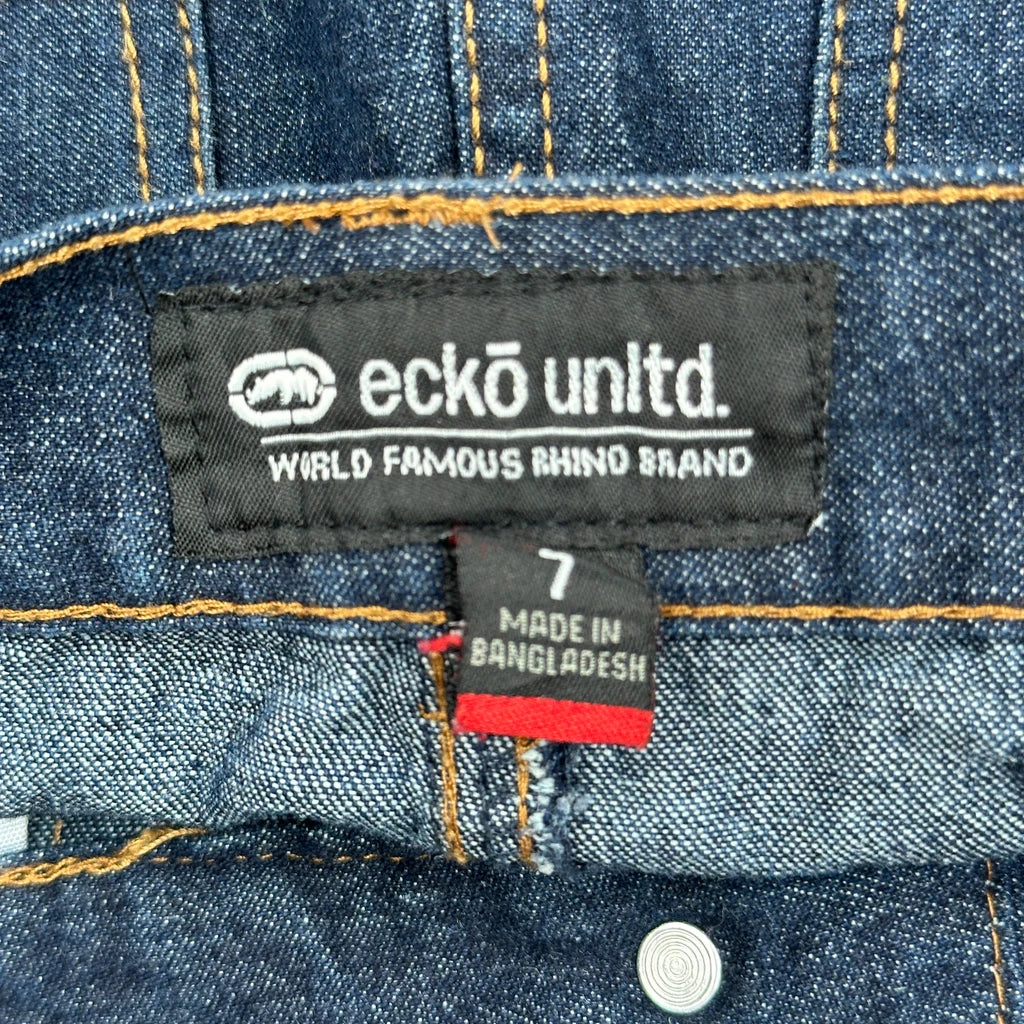 eckō unltd.
WORLD FAMOUS RHINO BRAND
7
MADE IN
BANGLADESH